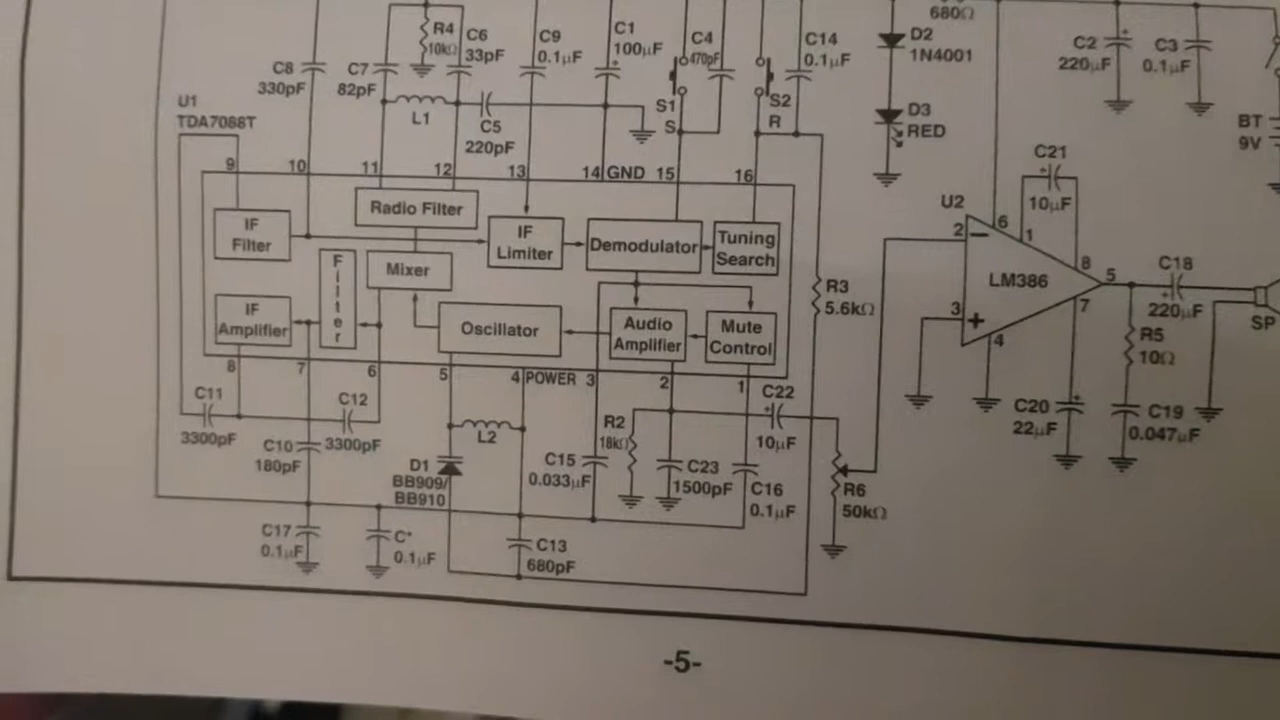 680Ω
R4
10kΩ
C6
33pF
C9
0.1µF
C1
100µF
+
C4
470pF
C14
0.1µF
D2
1N4001
C2
220µF
+
C3
0.1µF
C8
330pF
C7
82pF
U1
TDA7088T
L1
C5
220pF
S1
S
S2
R
D3
RED
BT
9V
9
10
11
12
13
14
GND
15
16
C21
+
10µF
U2
Radio Filter
IF
Filter
IF
Limiter
Demodulator
Tuning
Search
2
6
1
−
Filter
Mixer
LM386
8
5
C18
+
220µF
R3
5.6kΩ
IF
Amplifier
Oscillator
Audio
Amplifier
Mute
Control
3
+
4
7
SP
R5
10Ω
8
7
6
5
4
POWER
3
2
1
C11
3300pF
C12
3300pF
L2
C22
+
10µF
C20
22µF
+
C19
0.047µF
C10
180pF
D1
BB909/
BB910
R2
18kΩ
C15
0.033µF
C23
1500pF
C16
0.1µF
R6
50kΩ
C17
0.1µF
C*
0.1µF
C13
680pF
-5-